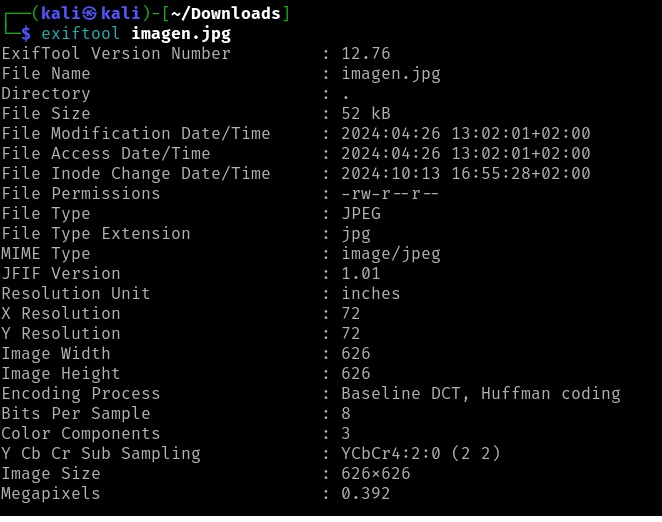 ┌──(kali㉿kali)-[~/Downloads]
└─$ exiftool imagen.jpg
ExifTool Version Number         : 12.76
File Name                       : imagen.jpg
Directory                       : .
File Size                       : 52 kB
File Modification Date/Time     : 2024:04:26 13:02:01+02:00
File Access Date/Time           : 2024:04:26 13:02:01+02:00
File Inode Change Date/Time     : 2024:10:13 16:55:28+02:00
File Permissions                : -rw-r--r--
File Type                       : JPEG
File Type Extension             : jpg
MIME Type                       : image/jpeg
JFIF Version                    : 1.01
Resolution Unit                 : inches
X Resolution                    : 72
Y Resolution                    : 72
Image Width                     : 626
Image Height                    : 626
Encoding Process                : Baseline DCT, Huffman coding
Bits Per Sample                 : 8
Color Components                : 3
Y Cb Cr Sub Sampling            : YCbCr4:2:0 (2 2)
Image Size                      : 626×626
Megapixels                      : 0.392